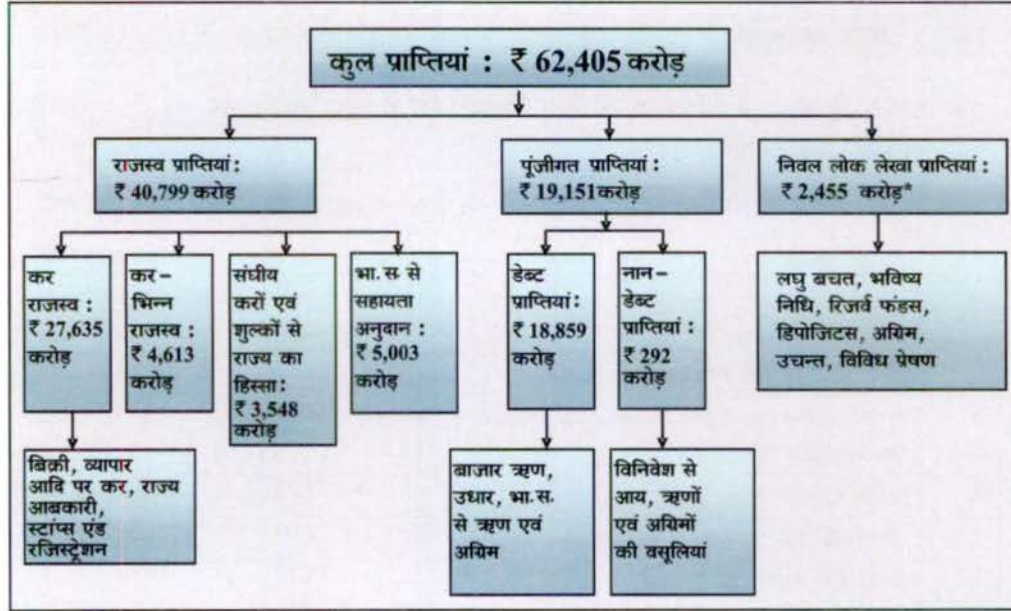 कुल प्राप्तियां : ₹ 62,405 करोड़
राजस्व प्राप्तियां :
₹ 40,799 करोड़
पूंजीगत प्राप्तियां :
₹ 19,151 करोड़
निवल लोक लेखा प्राप्तियां :
₹ 2,455 करोड़*
कर
राजस्व :
₹ 27,635
करोड़
कर-
भिन्न
राजस्व :
₹ 4,613
करोड़
संघीय
करों एवं
शुल्कों से
राज्य का
हिस्सा:
₹ 3,548
करोड़
भा.स. से
सहायता
अनुदान :
₹ 5,003
करोड़
डेब्ट
प्राप्तियां:
₹ 18,859
करोड़
नान-
डेब्ट
प्राप्तियां:
₹ 292
करोड़
लघु बचत, भविष्य
निधि, रिजर्व फंडस,
डिपोजिटस, अग्रिम,
उचन्त, विविध प्रेषण
बिक्री, व्यापार
आदि पर कर, राज्य
आबकारी,
स्टांप्स एंड
रजिस्ट्रेशन
बाजार ऋण,
उधार, भा.स.
से ऋण एवं
अग्रिम
विनिवेश से
आय, ऋणों
एवं अग्रिमों
की वसूलियां